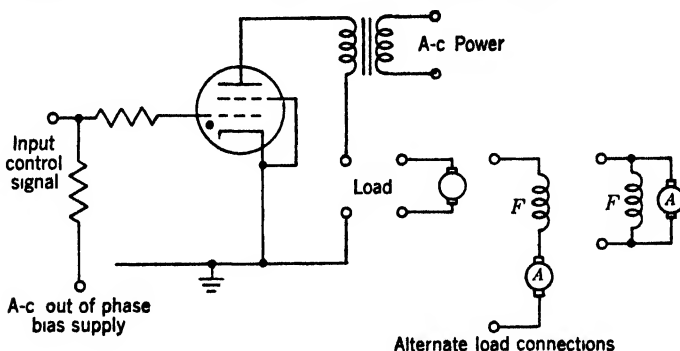 A-c Power
Input
control
signal
Load
F
A
F
A
A-c out of phase
bias supply
Alternate load connections